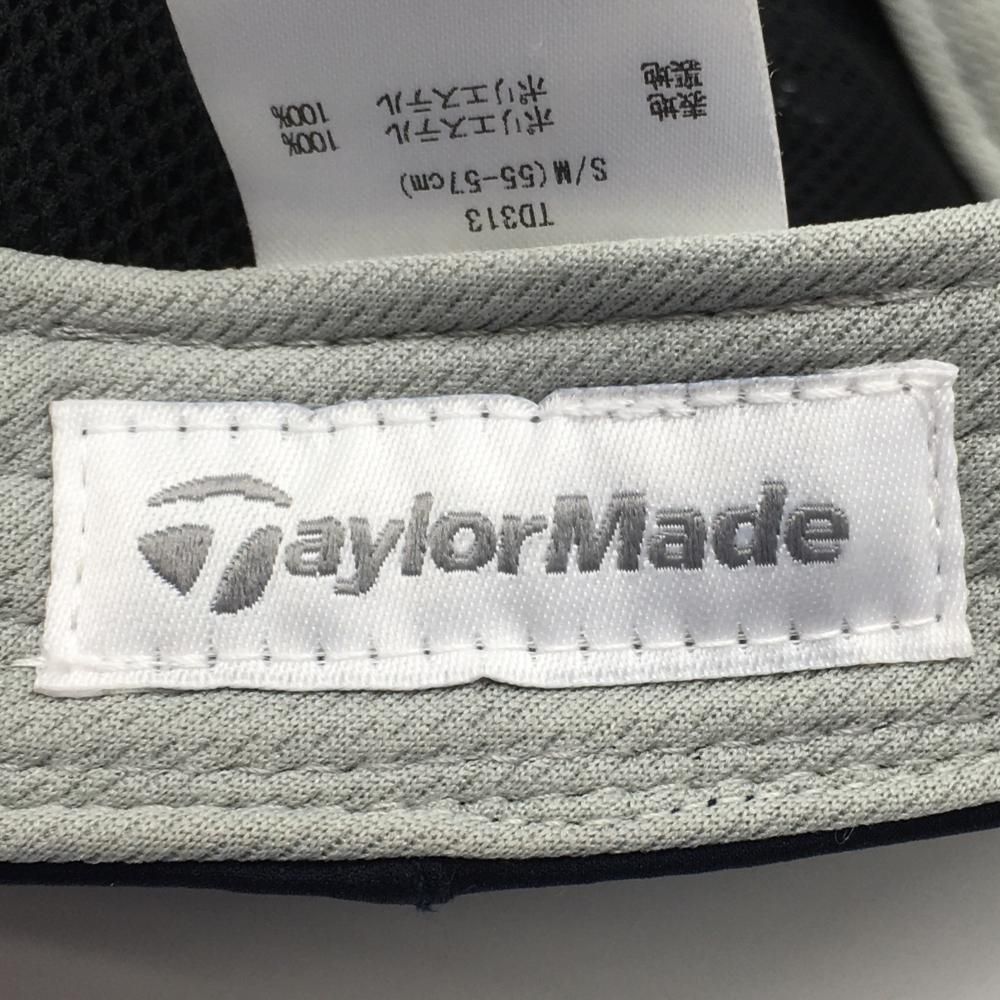 TD313
S/M(55-57cm)
表地 ポリエステル 100%
裏地 ポリエステル 100%
TaylorMade